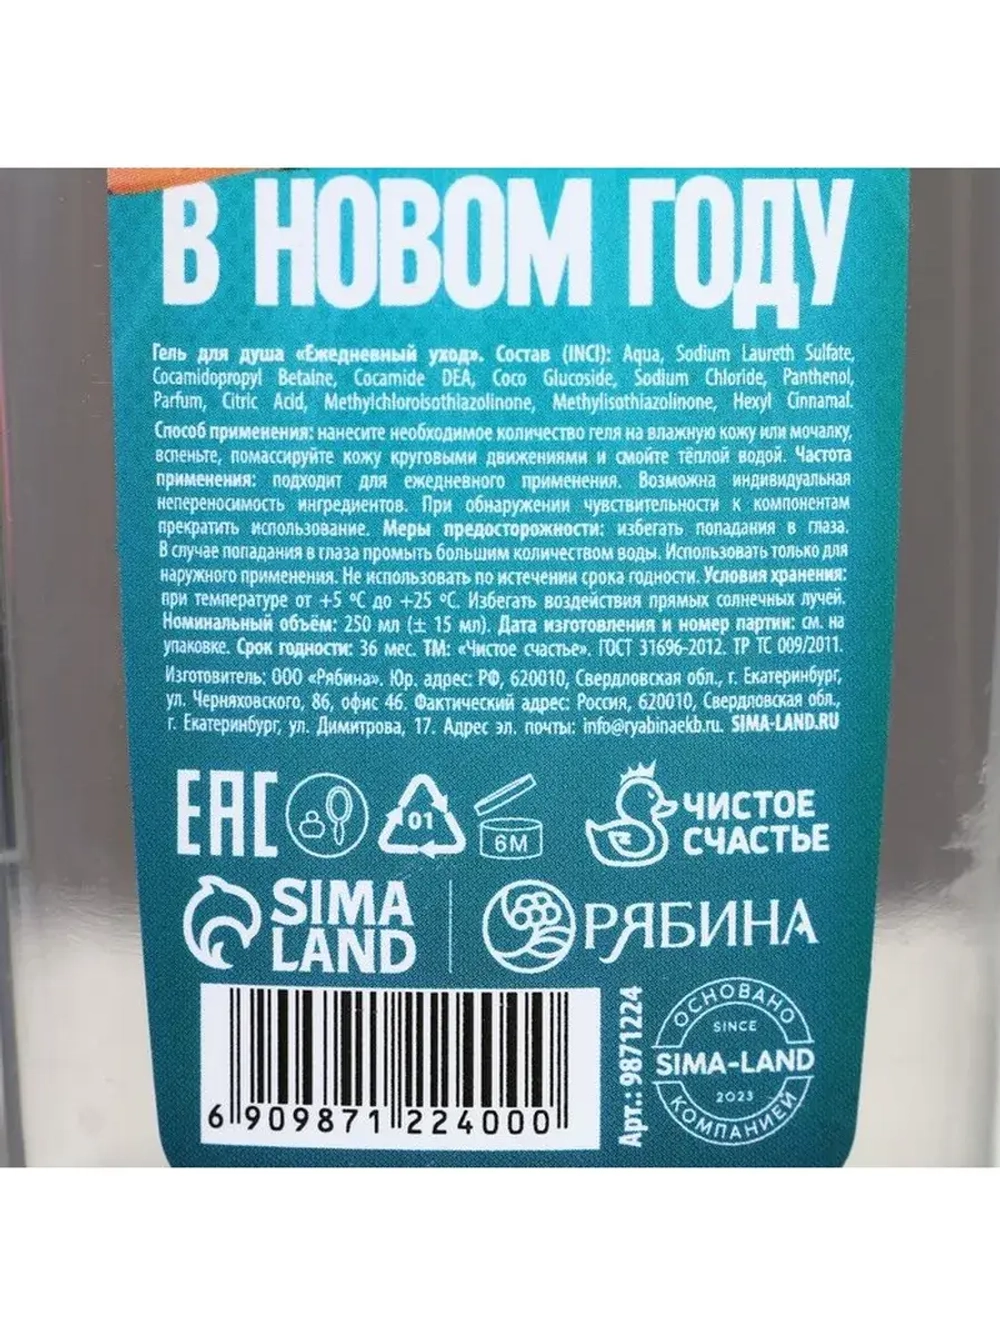 В НОВОМ ГОДУ
Гель для душа «Ежедневный уход». Состав (INCI): Aqua, Sodium Laureth Sulfate,
Cocamidopropyl Betaine, Cocamide DEA, Coco Glucoside, Sodium Chloride, Panthenol,
Parfum, Citric Acid, Methylchloroisothiazolinone, Methylisothiazolinone, Hexyl Cinnamal.
Способ применения: нанесите необходимое количество геля на влажную кожу или мочалку,
вспеньте, помассируйте кожу круговыми движениями и смойте тёплой водой. Частота
применения: подходит для ежедневного применения. Возможна индивидуальная
непереносимость ингредиентов. При обнаружении чувствительности к компонентам
прекратить использование. Меры предосторожности: избегать попадания в глаза.
В случае попадания в глаза промыть большим количеством воды. Использовать только для
наружного применения. Не использовать по истечении срока годности. Условия хранения:
при температуре от +5 °С до +25 °С. Избегать воздействия прямых солнечных лучей.
Номинальный объём: 250 мл (± 15 мл). Дата изготовления и номер партии: см. на
упаковке. Срок годности: 36 мес. ТМ: «Чистое счастье». ГОСТ 31696-2012. ТР ТС 009/2011.
Изготовитель: ООО «Рябина». Юр. адрес: РФ, 620010, Свердловская обл., г. Екатеринбург,
ул. Черняховского, 86, офис 46. Фактический адрес: Россия, 620010, Свердловская обл.,
г. Екатеринбург, ул. Димитрова, 17. Адрес эл. почты: info@ryabinaekb.ru. SIMA-LAND.RU
EAC
01
6М
ЧИСТОЕ
СЧАСТЬЕ
SIMA
LAND
РЯБИНА
6 909871 224000
Арт.: 9871224
ОСНОВАНО
SINCE
SIMA-LAND
2023
КОМПАНИЕЙ